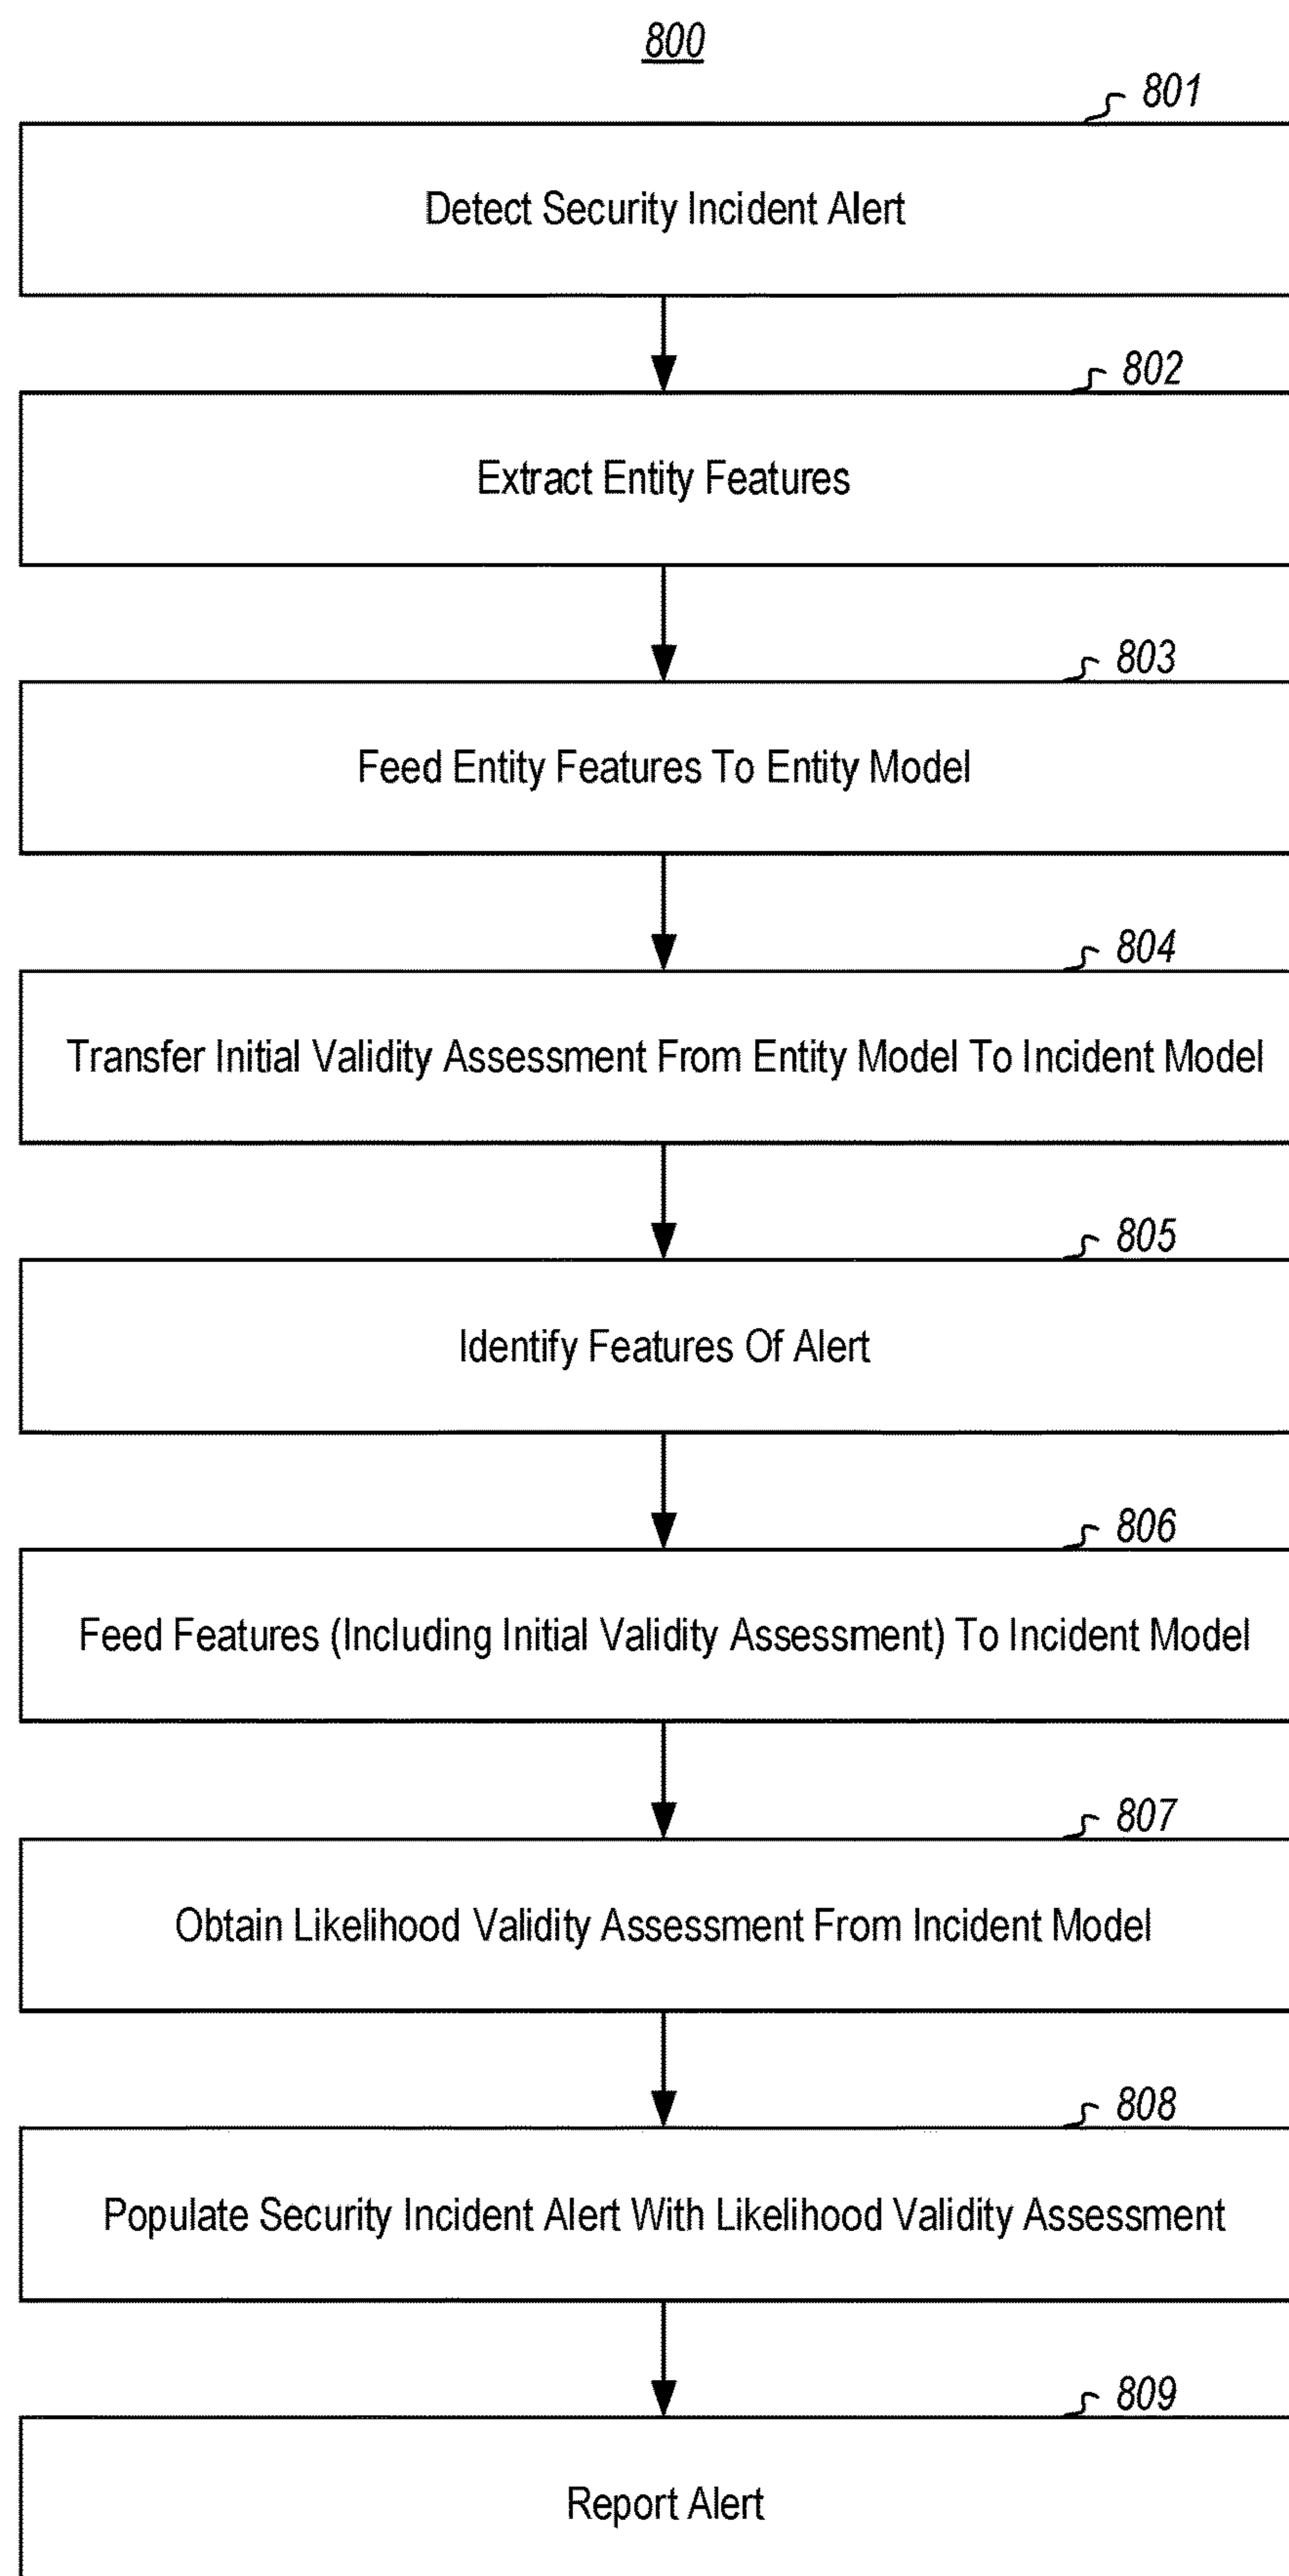 800
801
Detect Security Incident Alert
802
Extract Entity Features
803
Feed Entity Features To Entity Model
804
Transfer Initial Validity Assessment From Entity Model To Incident Model
805
Identify Features Of Alert
806
Feed Features (Including Initial Validity Assessment) To Incident Model
807
Obtain Likelihood Validity Assessment From Incident Model
808
Populate Security Incident Alert With Likelihood Validity Assessment
809
Report Alert